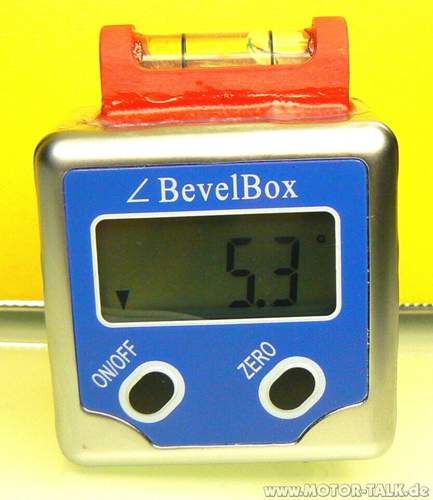 ∠ BevelBox
5.3°
ON/OFF
ZERO
www.MOTOR-TALK.de